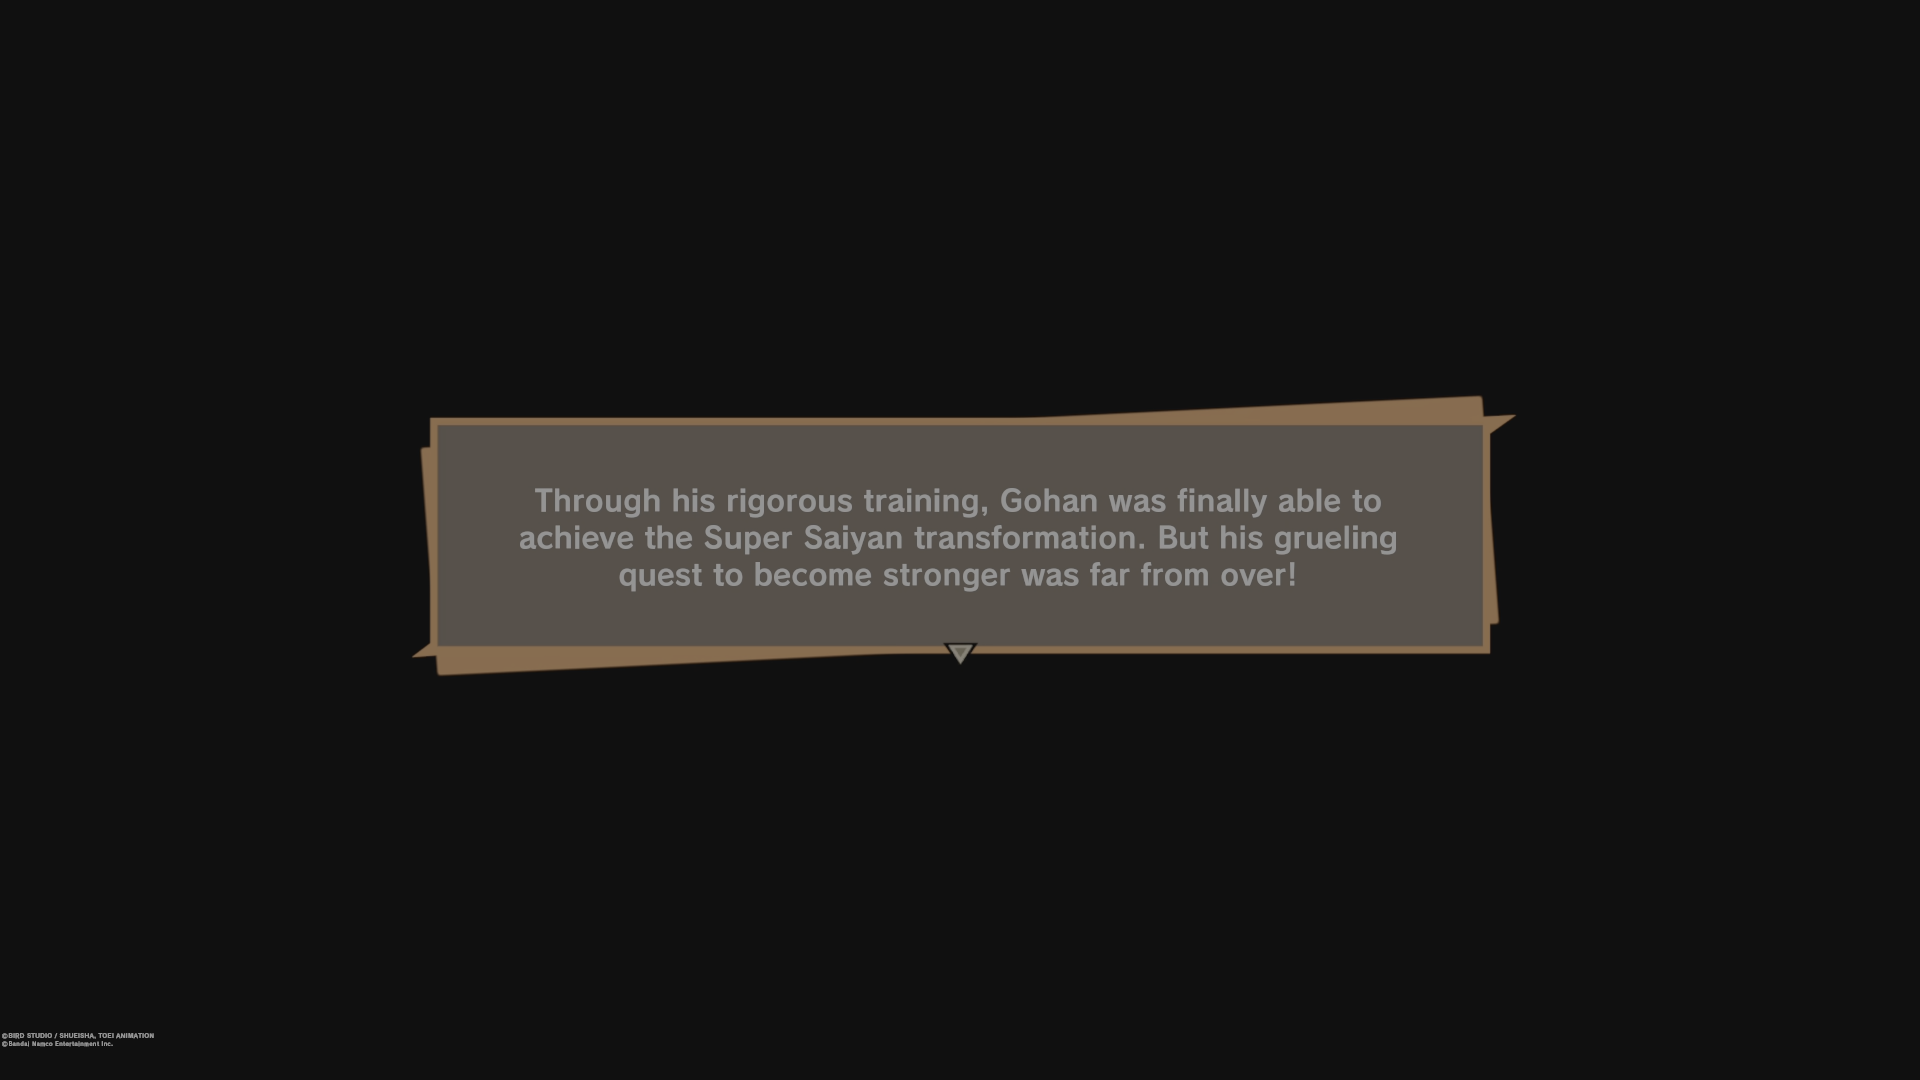 Through his rigorous training, Gohan was finally able to
achieve the Super Saiyan transformation. But his grueling
quest to become stronger was far from over!
©BIRD STUDIO / SHUEISHA, TOEI ANIMATION
©Bandai Namco Entertainment Inc.